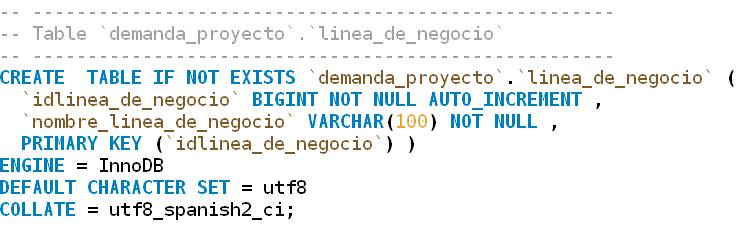 -- -----------------------------------------------------
-- Table `demanda_proyecto`.`linea_de_negocio`
-- -----------------------------------------------------
CREATE  TABLE IF NOT EXISTS `demanda_proyecto`.`linea_de_negocio` (
  `idlinea_de_negocio` BIGINT NOT NULL AUTO_INCREMENT ,
  `nombre_linea_de_negocio` VARCHAR(100) NOT NULL ,
  PRIMARY KEY (`idlinea_de_negocio`) )
ENGINE = InnoDB
DEFAULT CHARACTER SET = utf8
COLLATE = utf8_spanish2_ci;